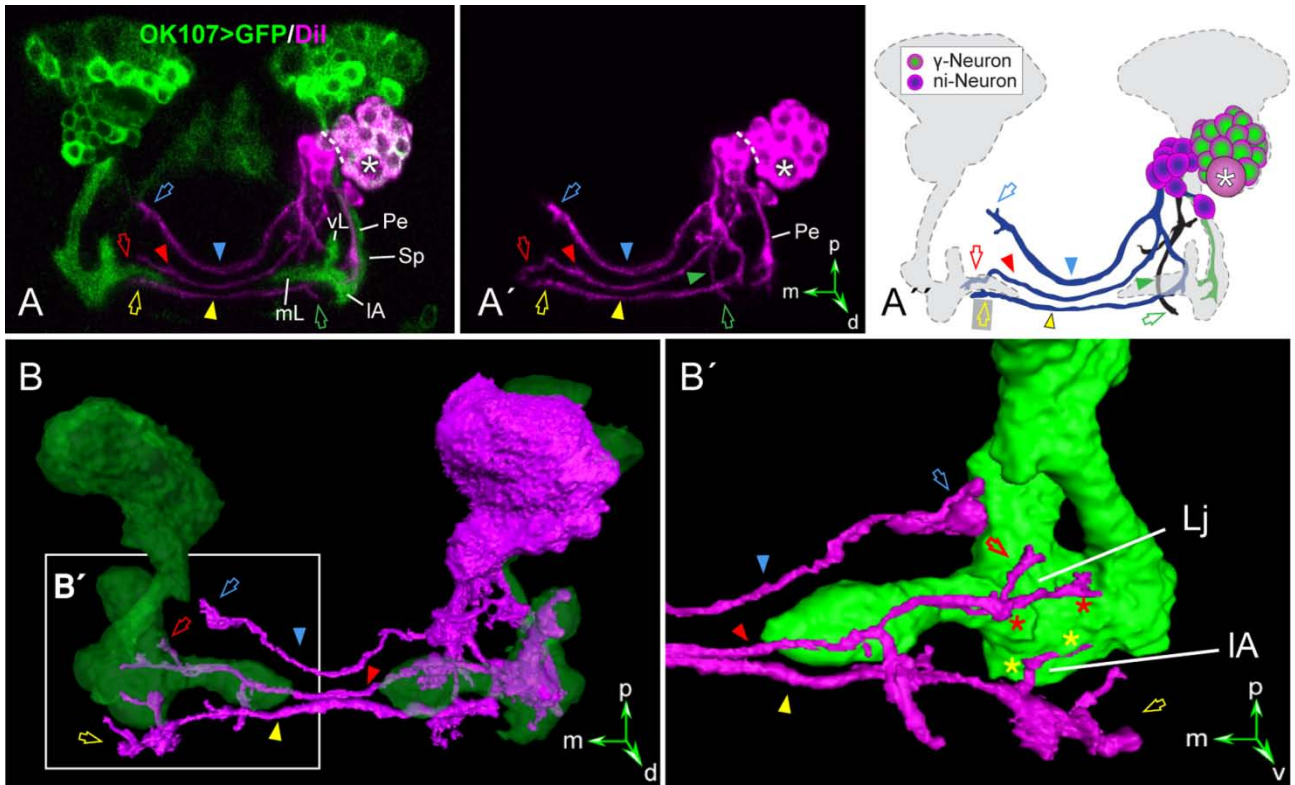 OK107>GFP/DiI
*
vL
Pe
Sp
mL
lA
A
*
Pe
A´
p
m
d
γ-Neuron
ni-Neuron
*
A´´
B
B´
p
m
d
B´
Lj
*
*
*
*
lA
p
m
v